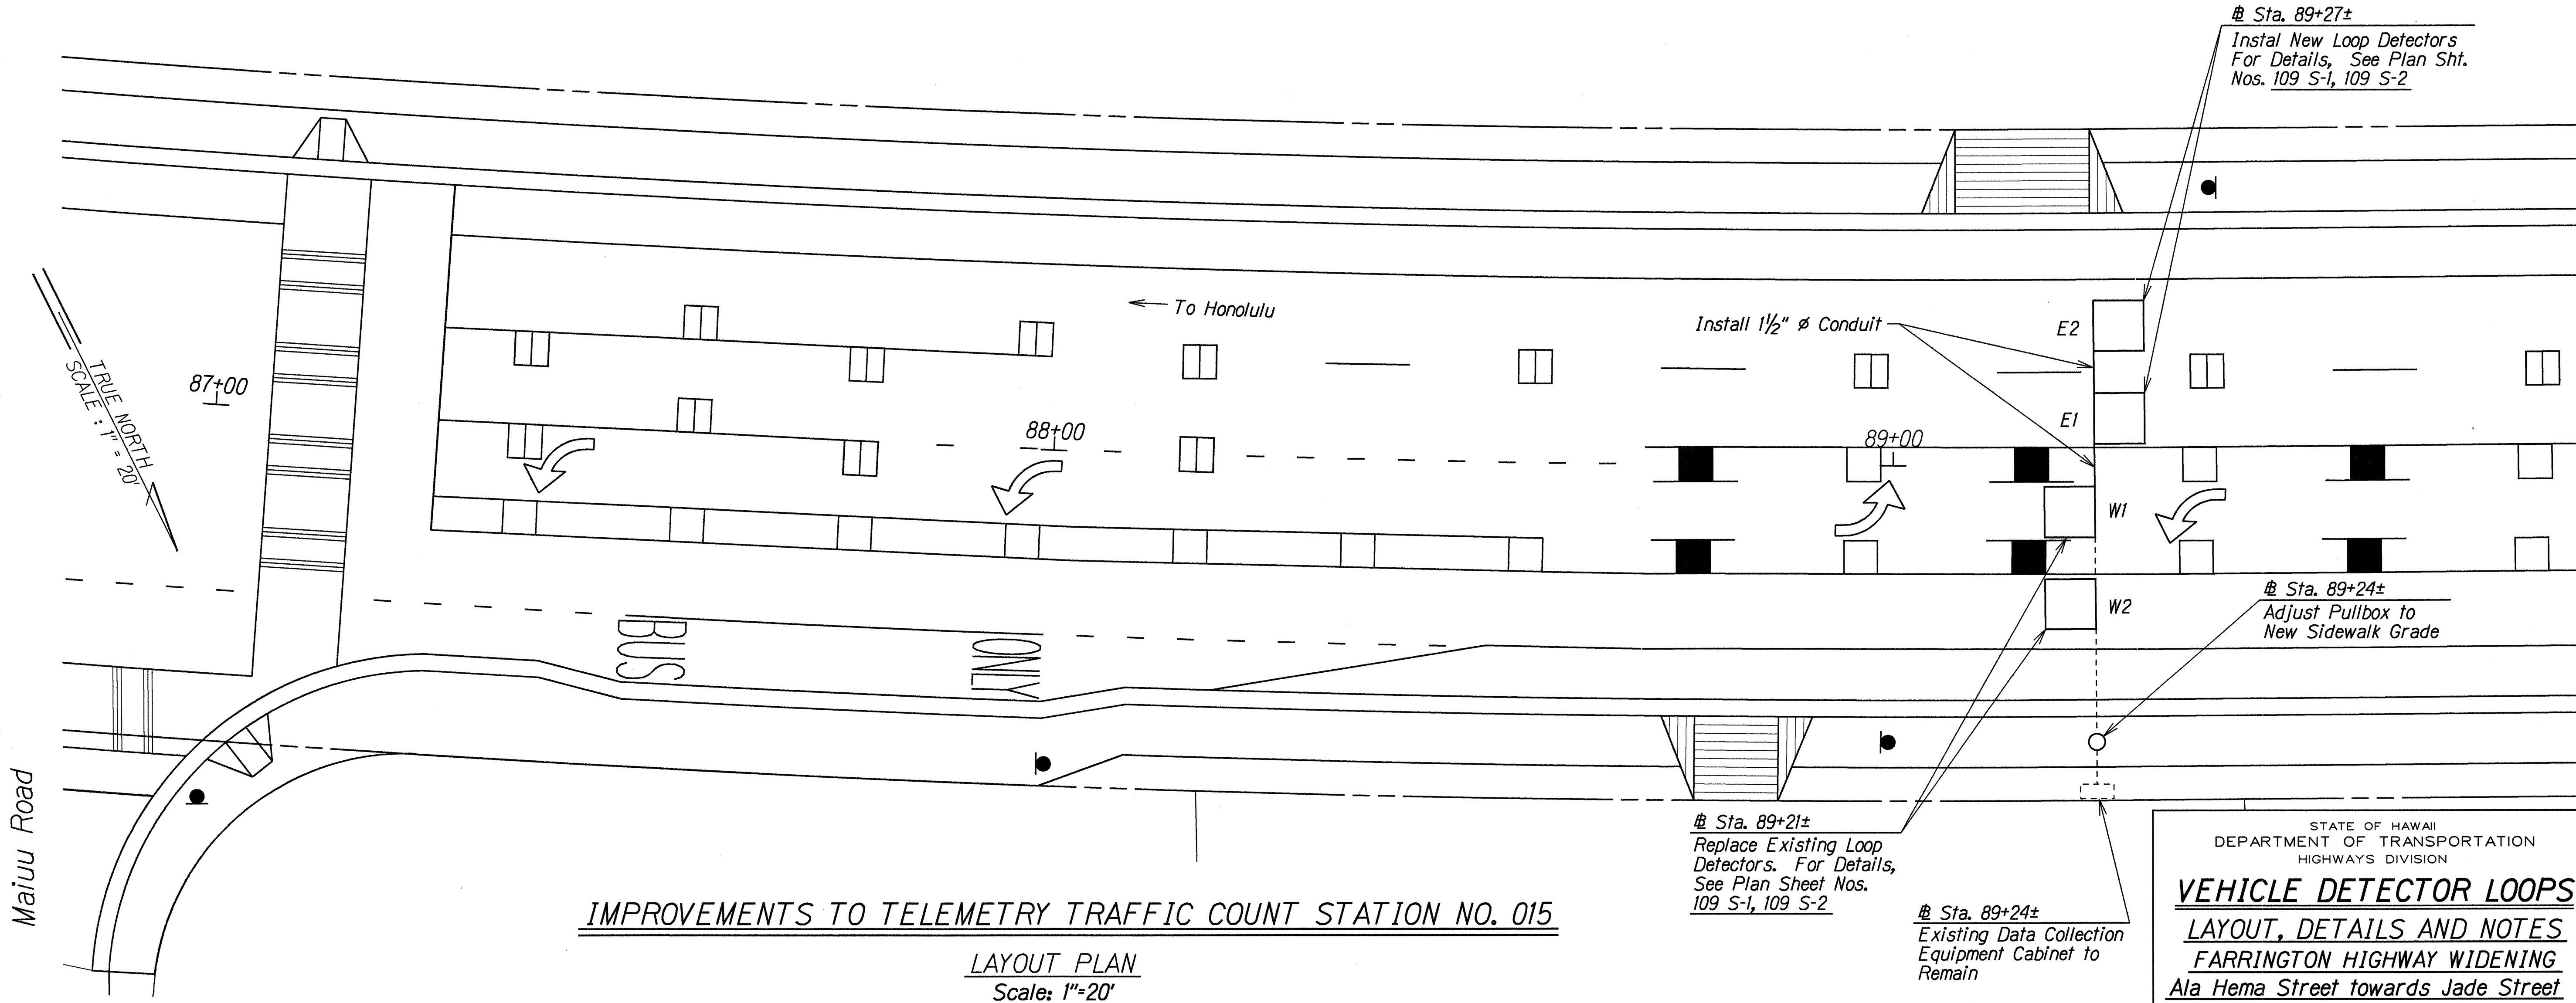 ℄ Sta. 89+27±
Instal New Loop Detectors
For Details, See Plan Sht.
Nos. 109 S-1, 109 S-2
To Honolulu
Install 1½" ø Conduit
E2
E1
TRUE NORTH
SCALE : 1" = 20'
87+00
88+00
89+00
W1
W2
BUS
ONLY
℄ Sta. 89+24±
Adjust Pullbox to
New Sidewalk Grade
Maiuu Road
℄ Sta. 89+21±
Replace Existing Loop
Detectors. For Details,
See Plan Sheet Nos.
109 S-1, 109 S-2
℄ Sta. 89+24±
Existing Data Collection
Equipment Cabinet to
Remain
IMPROVEMENTS TO TELEMETRY TRAFFIC COUNT STATION NO. 015
LAYOUT PLAN
Scale: 1"=20'
STATE OF HAWAII
DEPARTMENT OF TRANSPORTATION
HIGHWAYS DIVISION
VEHICLE DETECTOR LOOPS
LAYOUT, DETAILS AND NOTES
FARRINGTON HIGHWAY WIDENING
Ala Hema Street towards Jade Street